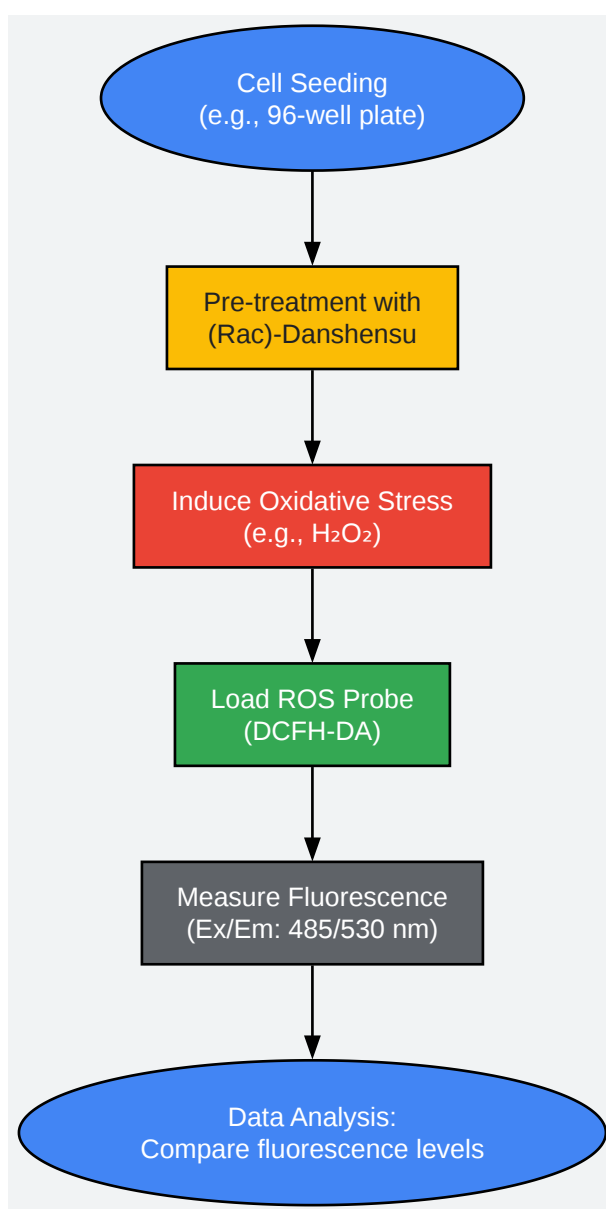 Cell Seeding
(e.g., 96-well plate)
Pre-treatment with
(Rac)-Danshensu
Induce Oxidative Stress
(e.g., H₂O₂)
Load ROS Probe
(DCFH-DA)
Measure Fluorescence
(Ex/Em: 485/530 nm)
Data Analysis:
Compare fluorescence levels